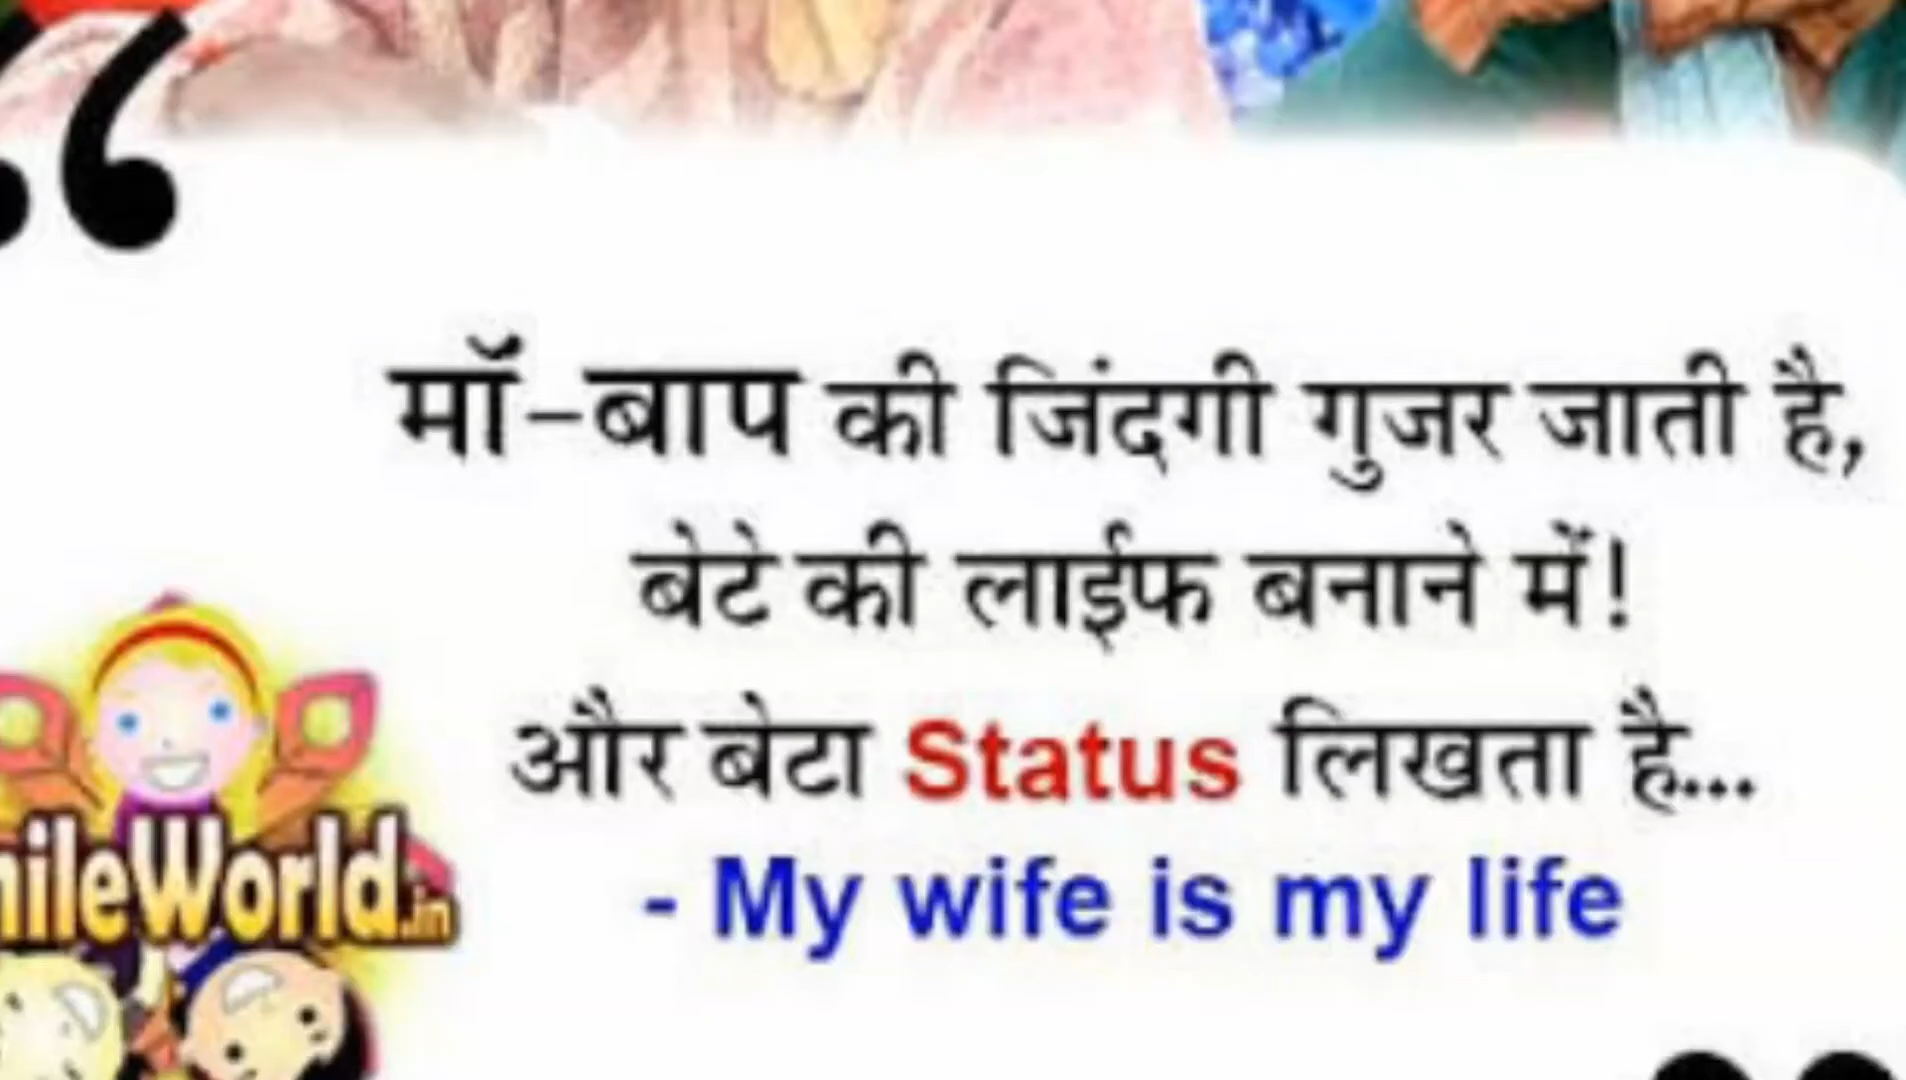 मॉ-बाप की जिंदगी गुजर जाती है,
बेटे की लाईफ बनाने में!
और बेटा Status लिखता है...
- My wife is my life
mileWorld.in